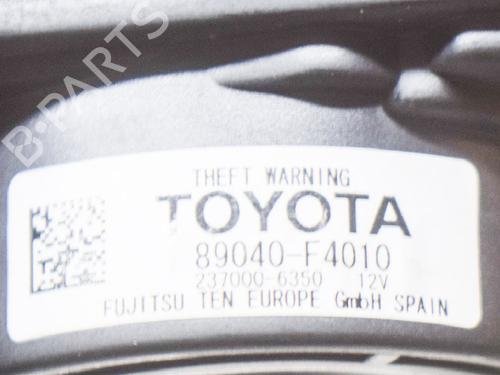 B-PARTS
THEFT WARNING
TOYOTA
89040-F4010
237000-6350 12V
FUJITSU TEN EUROPE GmbH SPAIN